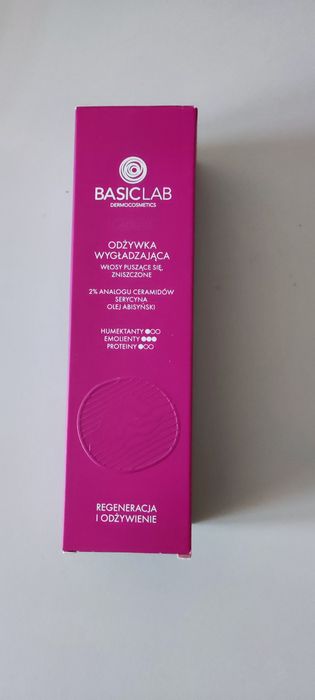 BASICLAB
DERMOCOSMETICS
ODŻYWKA
WYGŁADZAJĄCA
WŁOSY PUSZĄCE SIĘ,
ZNISZCZONE
2% ANALOGU CERAMIDÓW
SERYCYNA
OLEJ ABISYŃSKI
HUMEKTANTY ●○○
EMOLIENTY ●●●
PROTEINY ●○○
REGENERACJA
I ODŻYWIENIE